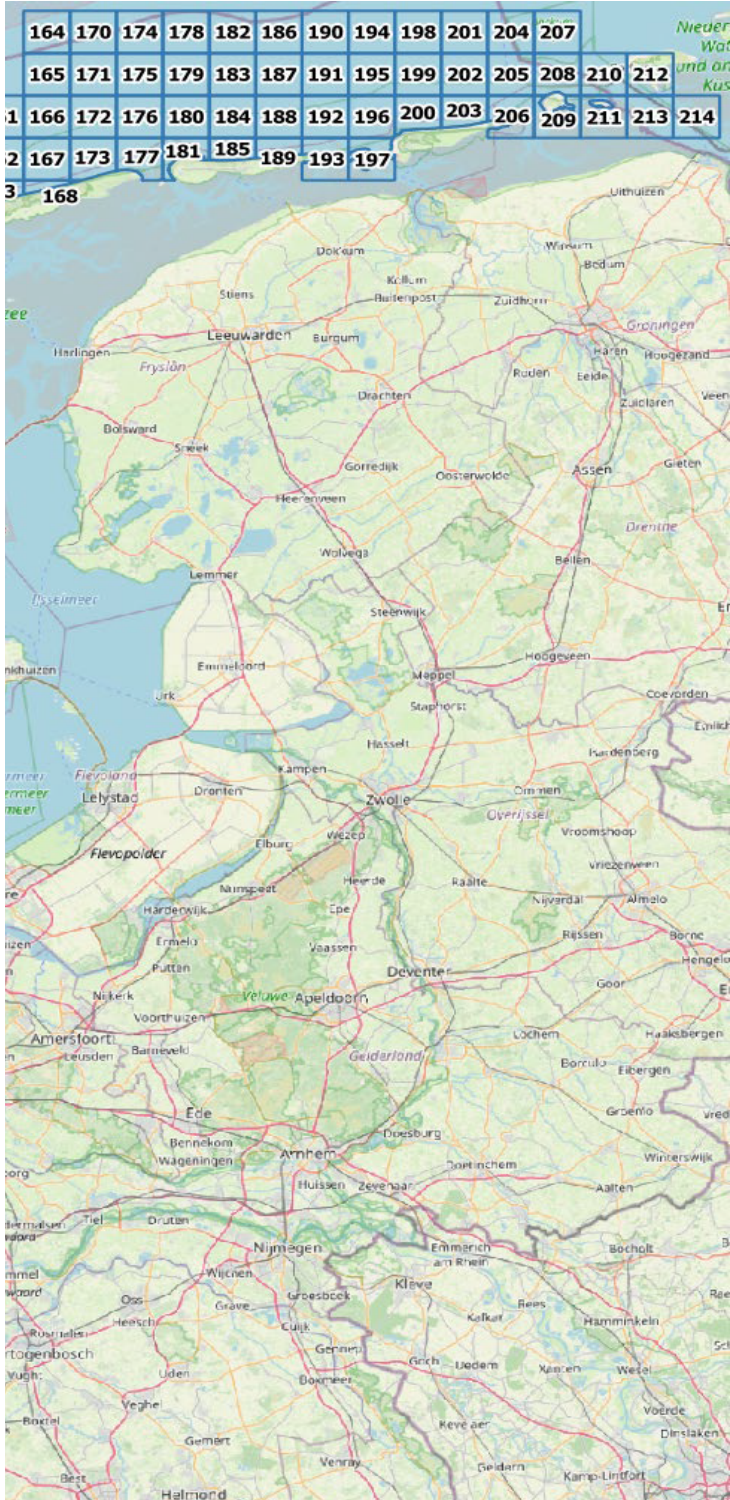 164 170 174 178 182 186 190 194 198 201 204 207
165 171 175 179 183 187 191 195 199 202 205 208 210 212
166 172 176 180 184 188 192 196 200 203 206 209 211 213 214
167 173 177 181 185 189 193 197
168
Uithuizen
Dokkum
Winsum
Bedum
Kollum
Stiens
Buitenpost
Zuidhorn
Leeuwarden
Burgum
Groningen
Harlingen
Fryslân
Haren
Hoogezand
Roden
Eelde
Drachten
Zuidlaren
Bolsward
Sneek
Gorredijk
Oosterwolde
Assen
Gieten
Heerenveen
Drenthe
Wolvega
Beilen
Lemmer
IJsselmeer
Steenwijk
Hoogeveen
Emmeloord
Meppel
Urk
Coevorden
Staphorst
Hasselt
Hardenberg
Flevoland
Kampen
Lelystad
Dronten
Zwolle
Ommen
Overijssel
Wezep
Vroomshoop
Elburg
Flevopolder
Vriezenveen
Heerde
Raalte
Nunspeet
Nijverdal
Almelo
Harderwijk
Epe
Ermelo
Vaassen
Rijssen
Borne
Putten
Deventer
Goor
Nijkerk
Veluwe
Apeldoorn
Voorthuizen
Amersfoort
Lochem
Haaksbergen
Leusden
Barneveld
Gelderland
Borculo
Eibergen
Ede
Groenlo
Bennekom
Doesburg
Arnhem
Wageningen
Winterswijk
Doetinchem
Huissen
Zevenaar
Aalten
Tiel
Druten
Nijmegen
Emmerich
am Rhein
Bocholt
Wijchen
Kleve
Oss
Grave
Groesbeek
Rees
Heesch
Cuijk
Kalkar
Hamminkeln
Rosmalen
Gennep
Goch
Uedem
Xanten
Wesel
Vught
Uden
Boxmeer
Veghel
Voerde
Boxtel
Kevelaer
Gemert
Dinslaken
Venray
Geldern
Best
Kamp-Lintfort
Helmond